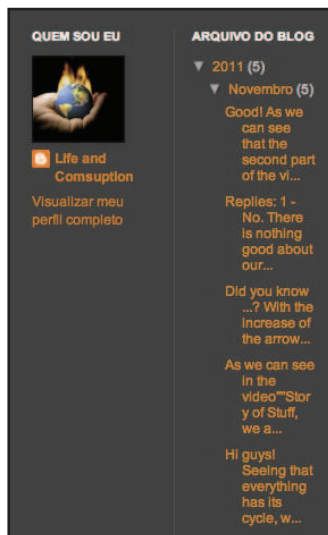 QUEM SOU EU
Life and
Comsuption
Visualizar meu
perfil completo
ARQUIVO DO BLOG
▼ 2011 (5)
▼ Novembro (5)
Good! As we
can see
that the
second part
of the vi...
Replies: 1 -
No. There
is nothing
good about
our...
Did you know
...? With the
increase of
the arrow...
As we can see
in the
video""Stor
y of Stuff,
we a...
Hi guys!
Seeing that
everything
has its
cycle, w...